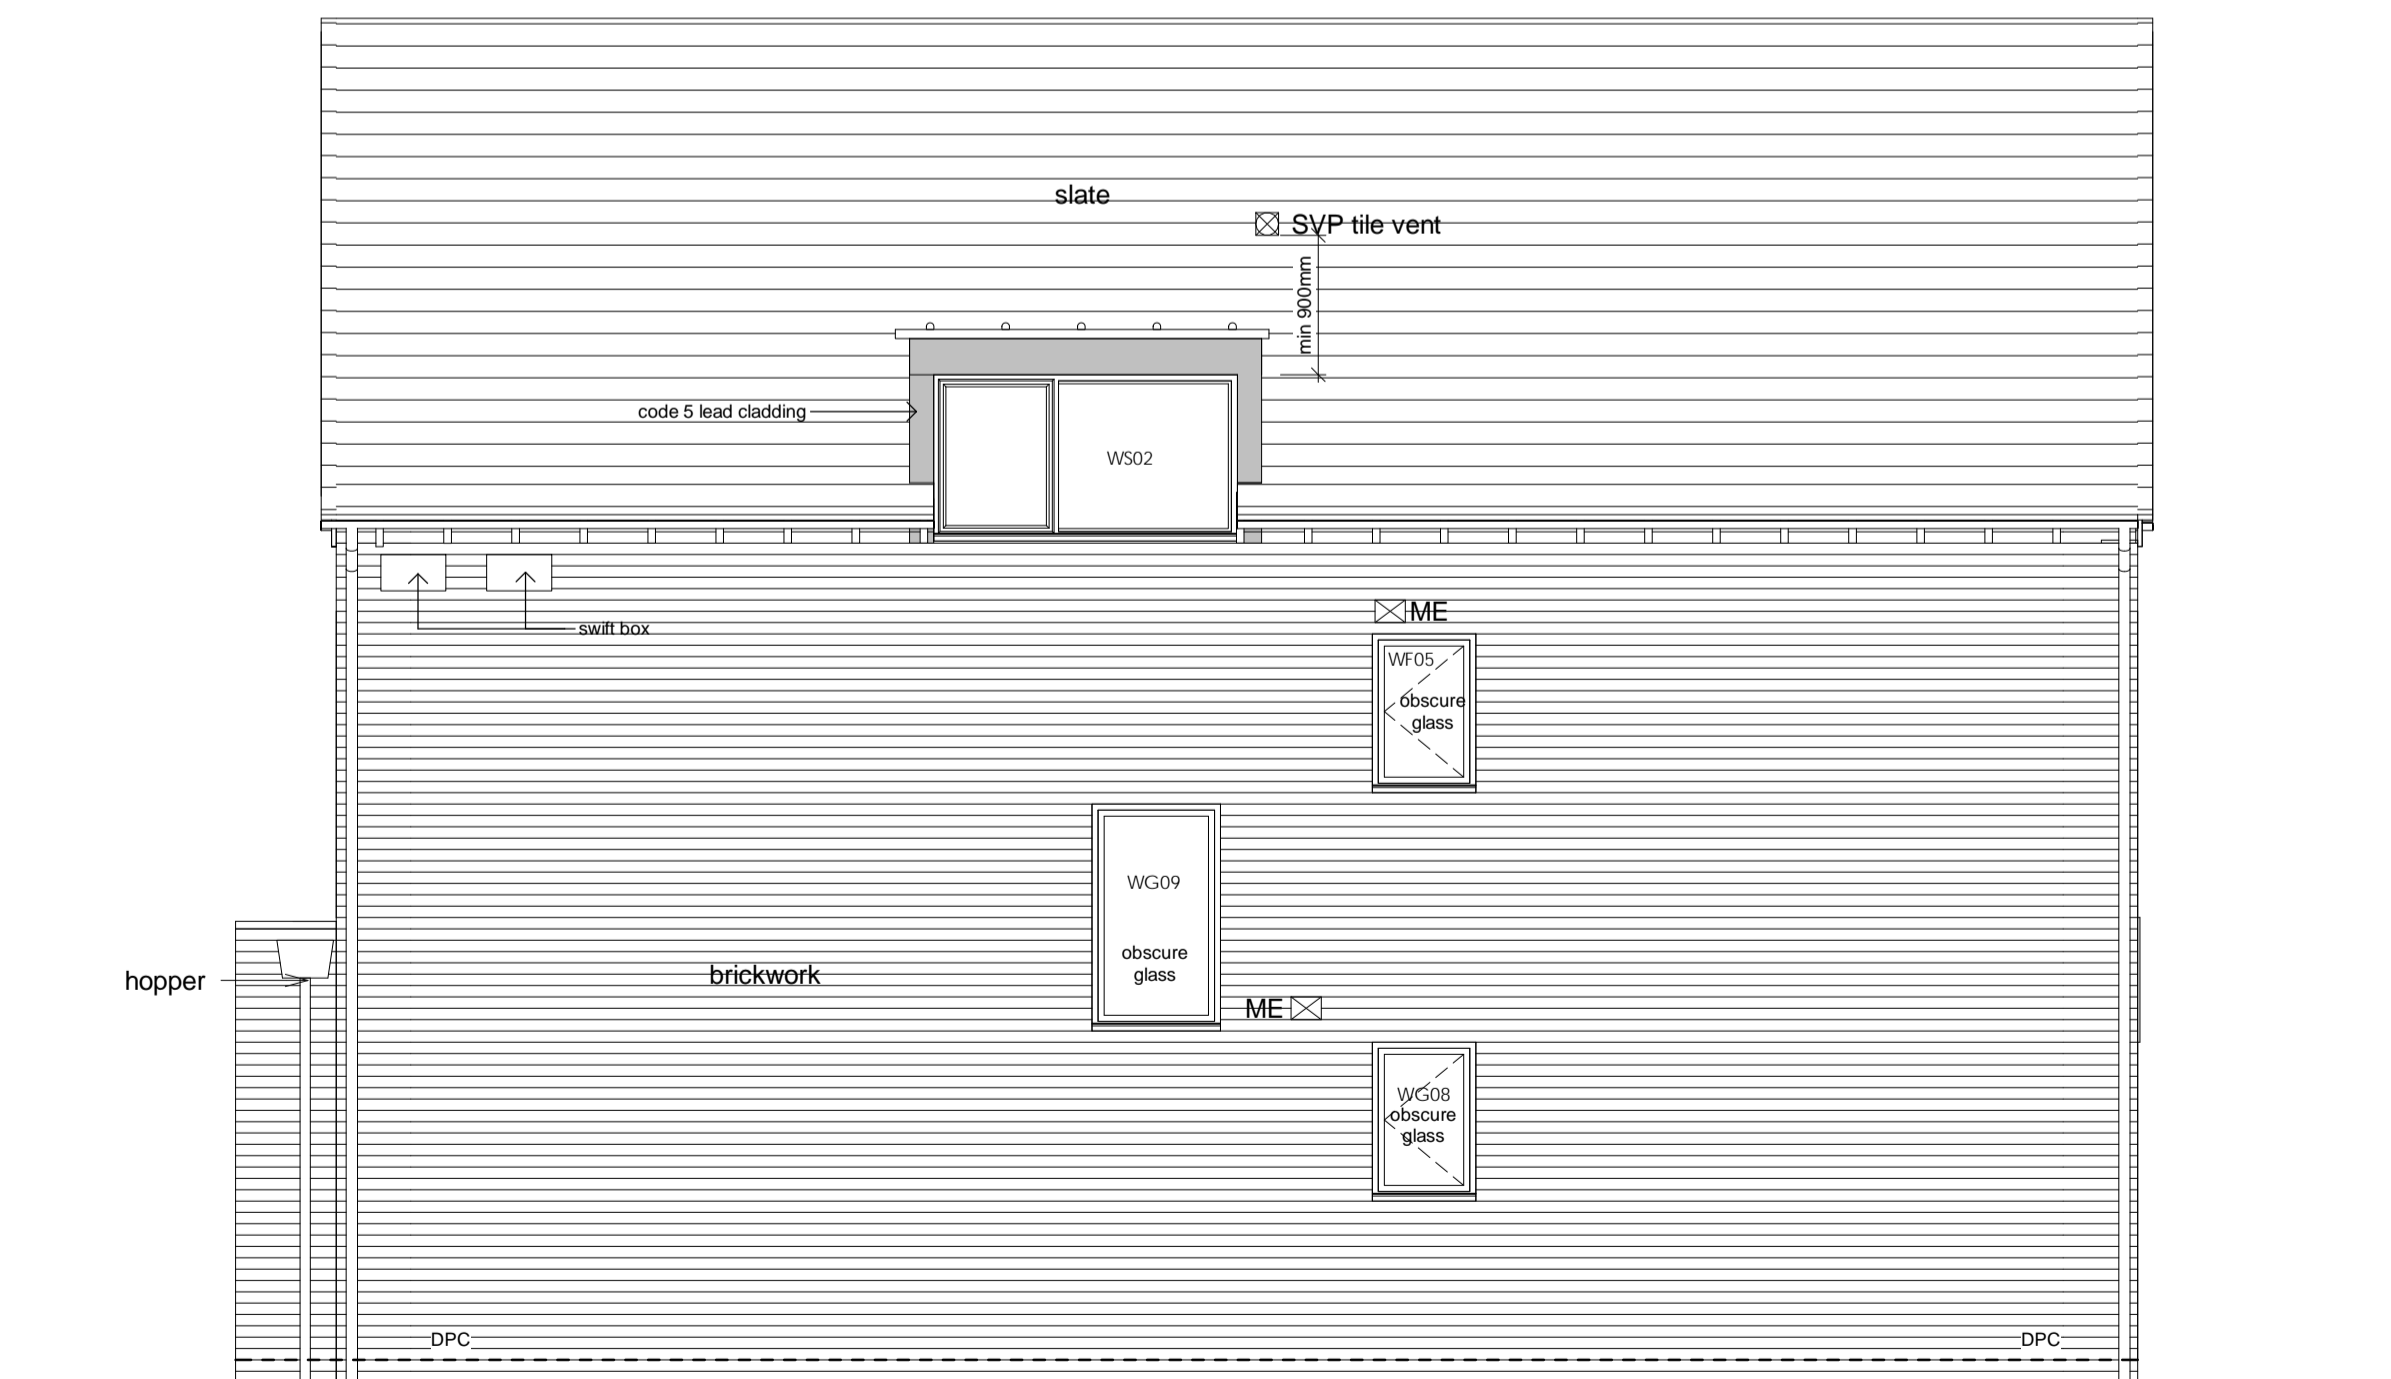 slate
SVP tile vent
min 900mm
code 5 lead cladding
WS02
swift box
ME
WF05
obscure
glass
WG09
obscure
glass
brickwork
hopper
ME
WG08
obscure
glass
DPC
DPC